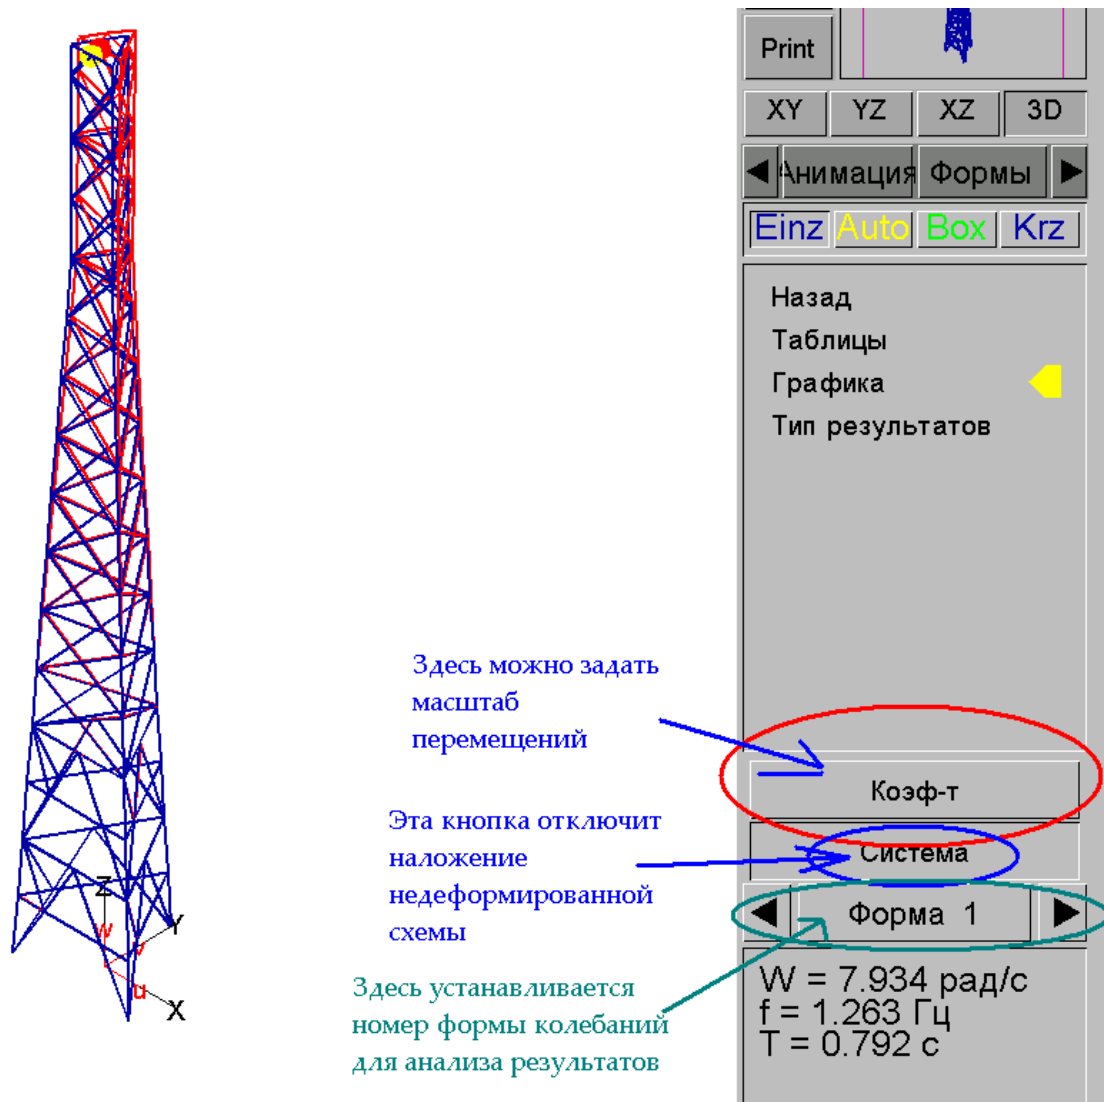 Print
XY YZ XZ 3D
Анимация Формы
Einz Auto Box Krz
Назад
Таблицы
Графика
Тип результатов
Здесь можно задать
масштаб
перемещений
Коэф-т
Эта кнопка отключит
наложение
недеформированной
схемы
Система
Форма 1
Здесь устанавливается
номер формы колебаний
для анализа результатов
W = 7.934 рад/с
f = 1.263 Гц
T = 0.792 с
Z
w
Y
v
u
X